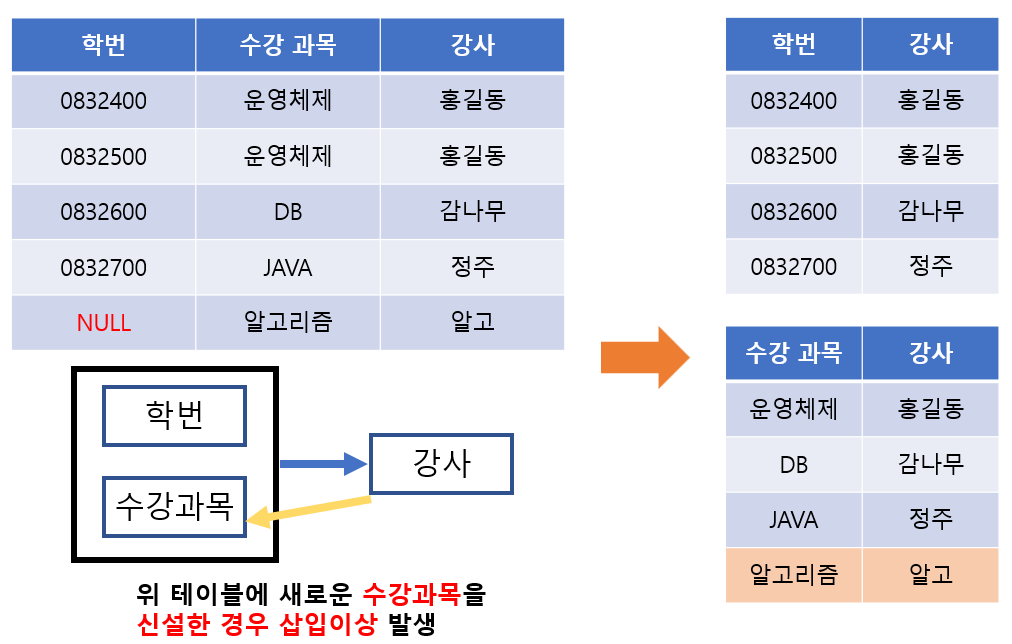 학번 수강 과목 강사
0832400 운영체제 홍길동
0832500 운영체제 홍길동
0832600 DB 감나무
0832700 JAVA 정주
NULL 알고리즘 알고
학번
수강과목
강사
위 테이블에 새로운 수강과목을
신설한 경우 삽입이상 발생
학번 강사
0832400 홍길동
0832500 홍길동
0832600 감나무
0832700 정주
수강 과목 강사
운영체제 홍길동
DB 감나무
JAVA 정주
알고리즘 알고